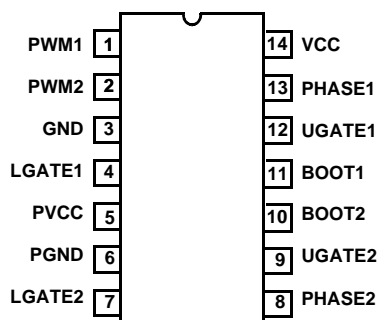 PWM1 1 14 VCC
PWM2 2 13 PHASE1
GND 3 12 UGATE1
LGATE1 4 11 BOOT1
PVCC 5 10 BOOT2
PGND 6 9 UGATE2
LGATE2 7 8 PHASE2